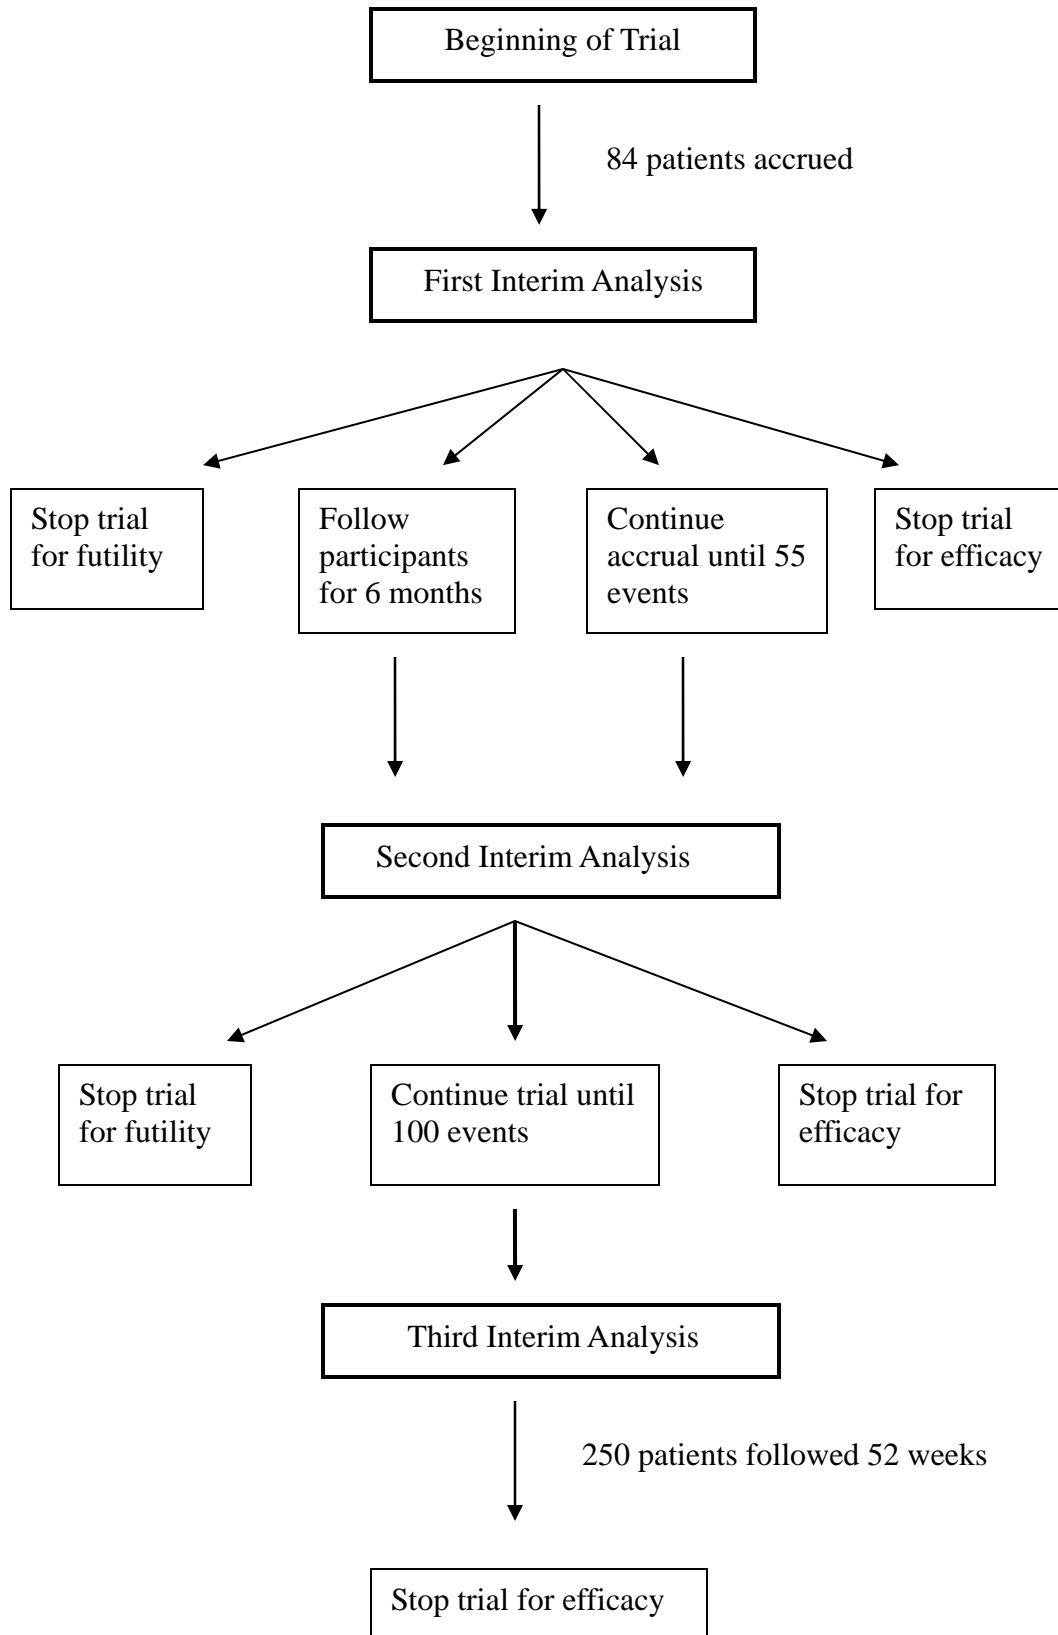 Beginning of Trial
84 patients accrued
First Interim Analysis
Stop trial
for futility
Follow
participants
for 6 months
Continue
accrual until 55
events
Stop trial
for efficacy
Second Interim Analysis
Stop trial
for futility
Continue trial until
100 events
Stop trial for
efficacy
Third Interim Analysis
250 patients followed 52 weeks
Stop trial for efficacy